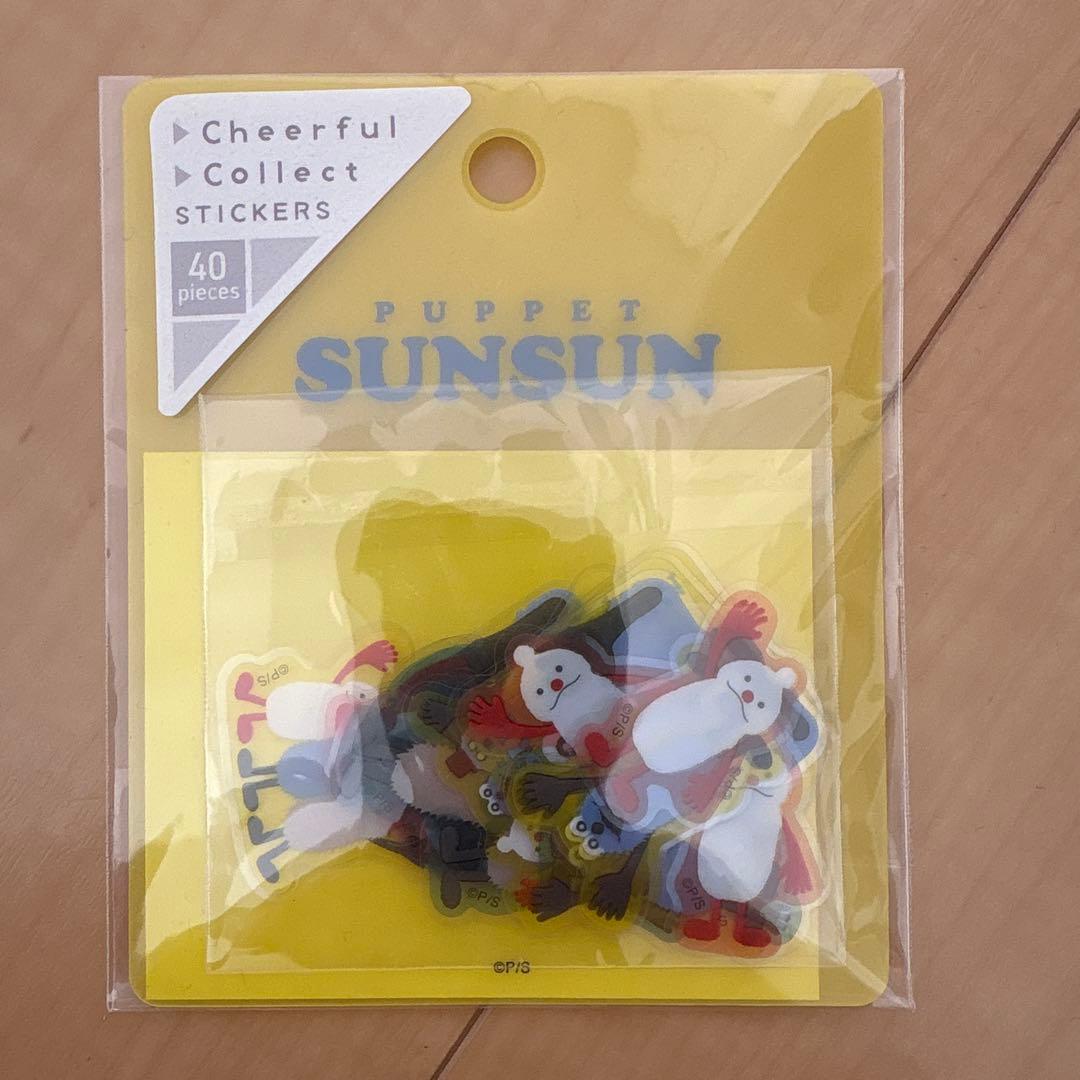 Cheerful
Collect
STICKERS
40
pieces
PUPPET
SUNSUN
©P/S
©P/S
©P/S
©P/S
©P/S